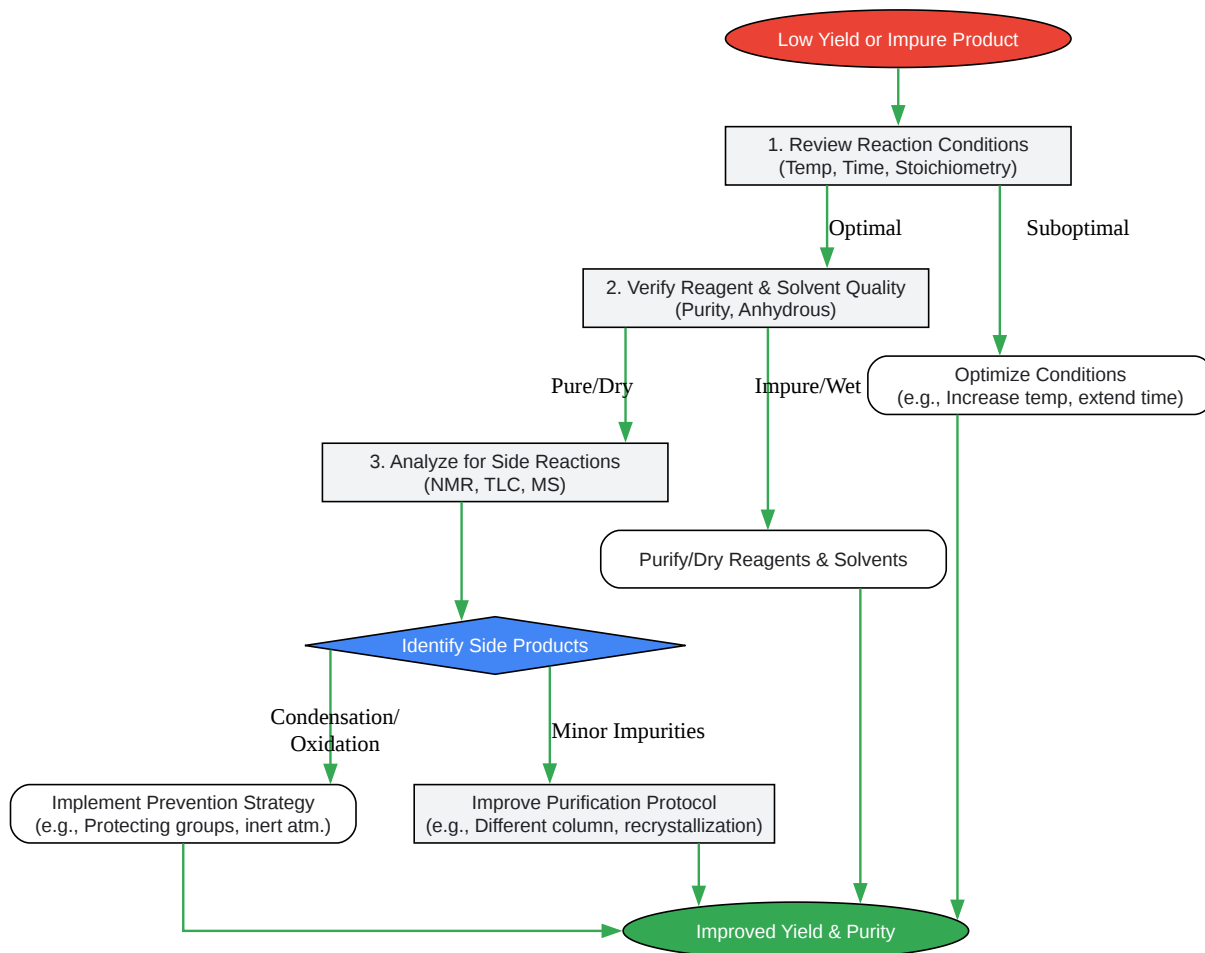 Low Yield or Impure Product
1. Review Reaction Conditions
(Temp, Time, Stoichiometry)
Optimal
Suboptimal
2. Verify Reagent & Solvent Quality
(Purity, Anhydrous)
Pure/Dry
Impure/Wet
Optimize Conditions
(e.g., Increase temp, extend time)
3. Analyze for Side Reactions
(NMR, TLC, MS)
Purify/Dry Reagents & Solvents
Identify Side Products
Condensation/
Oxidation
Minor Impurities
Implement Prevention Strategy
(e.g., Protecting groups, inert atm.)
Improve Purification Protocol
(e.g., Different column, recrystallization)
Improved Yield & Purity